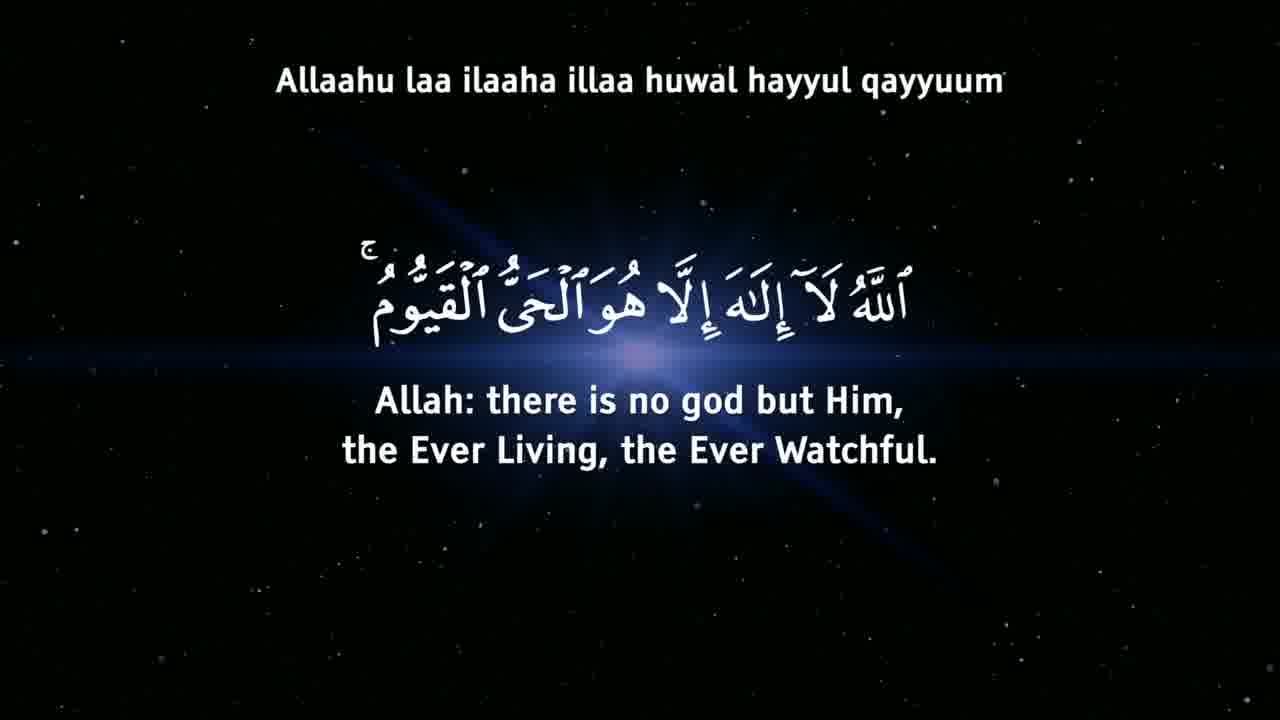 Allaahu laa ilaaha illaa huwal hayyul qayyuum
ٱللَّهُ لَآ إِلَـٰهَ إِلَّا هُوَ ٱلْحَىُّ ٱلْقَيُّومُ ۚ
Allah: there is no god but Him,
the Ever Living, the Ever Watchful.